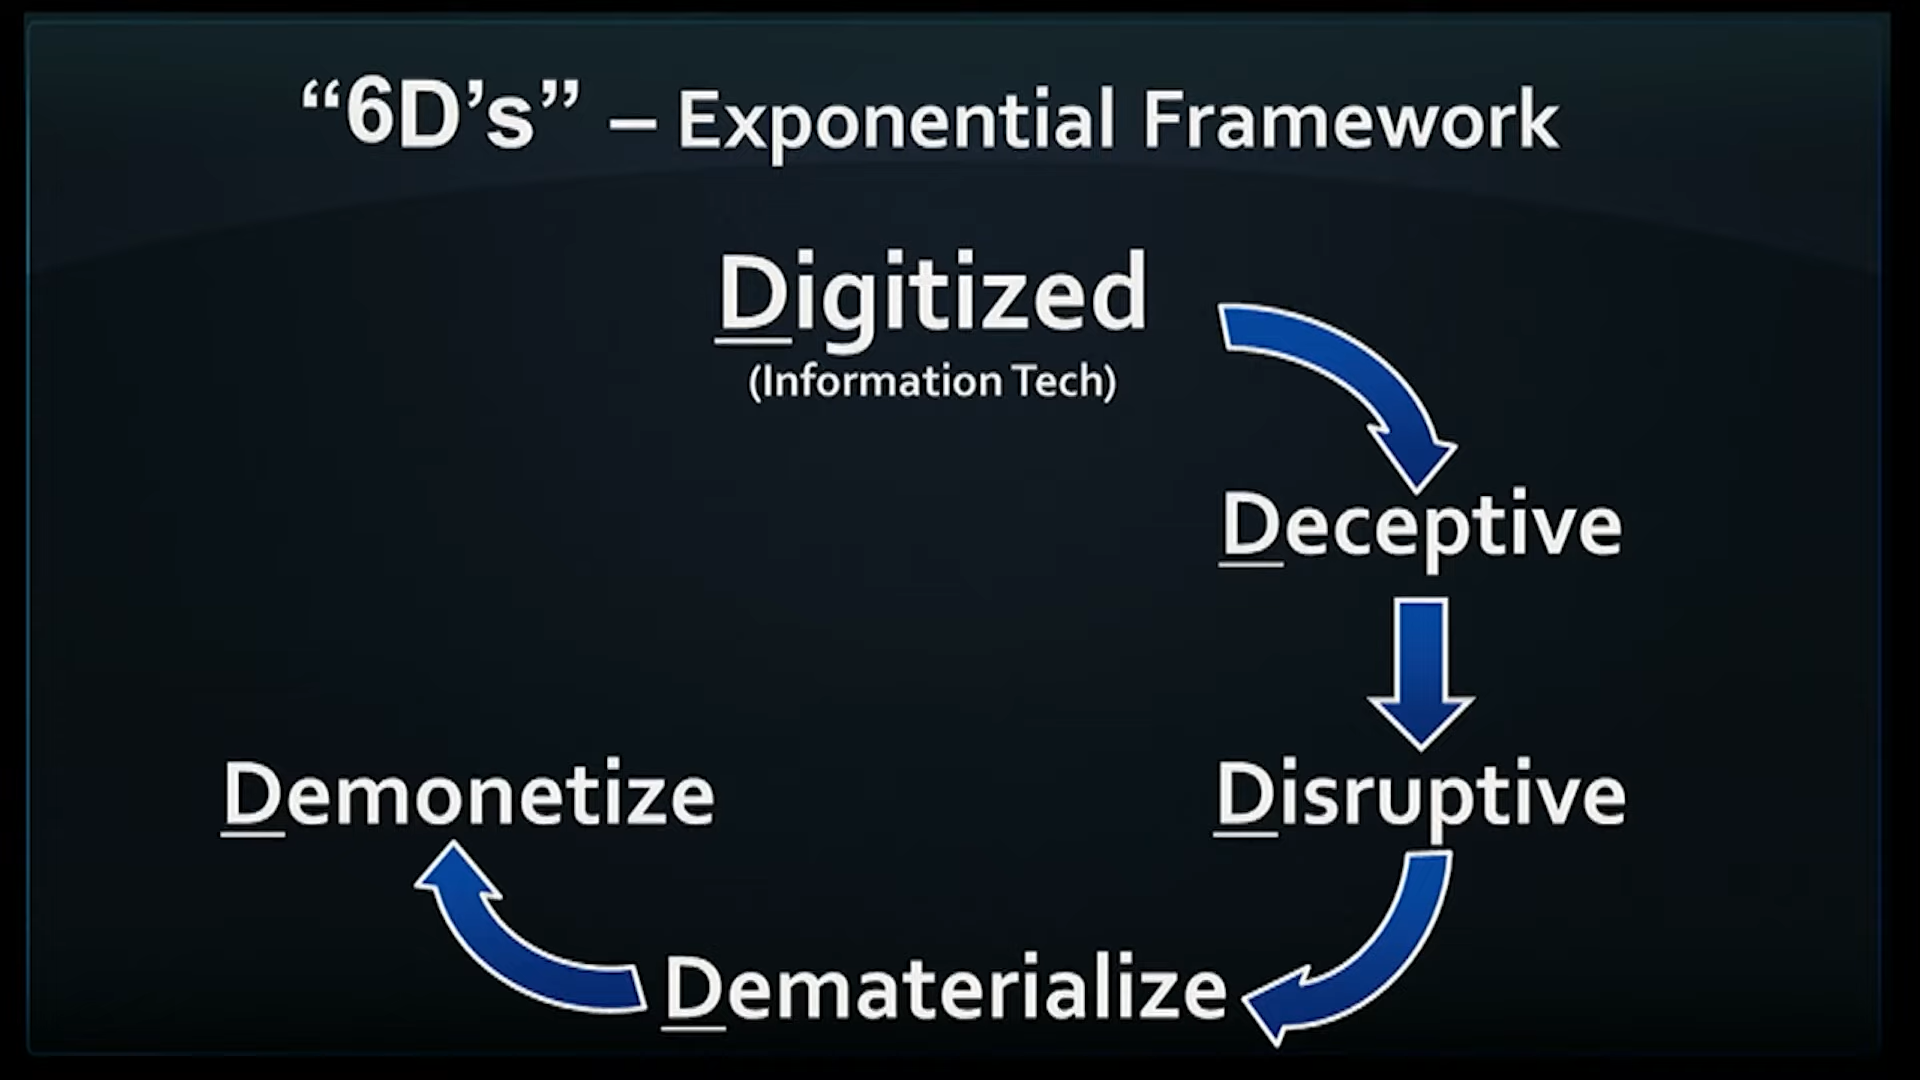 “6D’s” – Exponential Framework
Digitized
(Information Tech)
Deceptive
Disruptive
Dematerialize
Demonetize